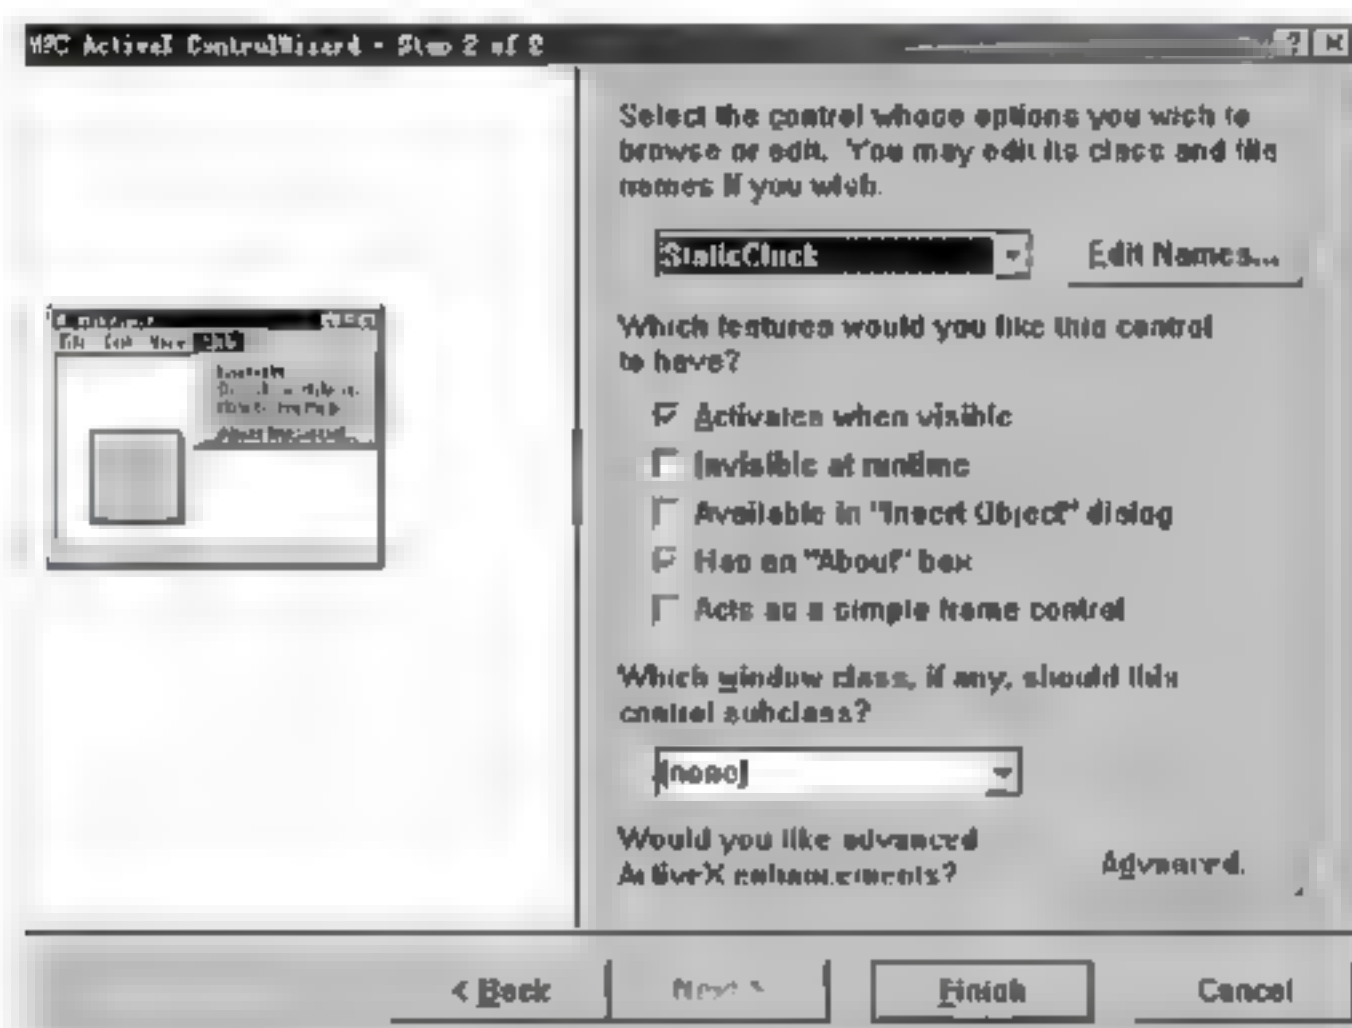 MFC ActiveX ControlWizard - Step 2 of 2
Select the control whose options you wish to
browse or edit. You may edit its class and file
names if you wish.
StaticClock
Edit Names...
Which features would you like this control
to have?
Activates when visible
Invisible at runtime
Available in "Insert Object" dialog
Has an "About" box
Acts as a simple frame control
Which window class, if any, should this
control subclass?
(none)
Would you like advanced
ActiveX enhancements?
Advanced...
File Edit View Help
< Back
Next >
Finish
Cancel